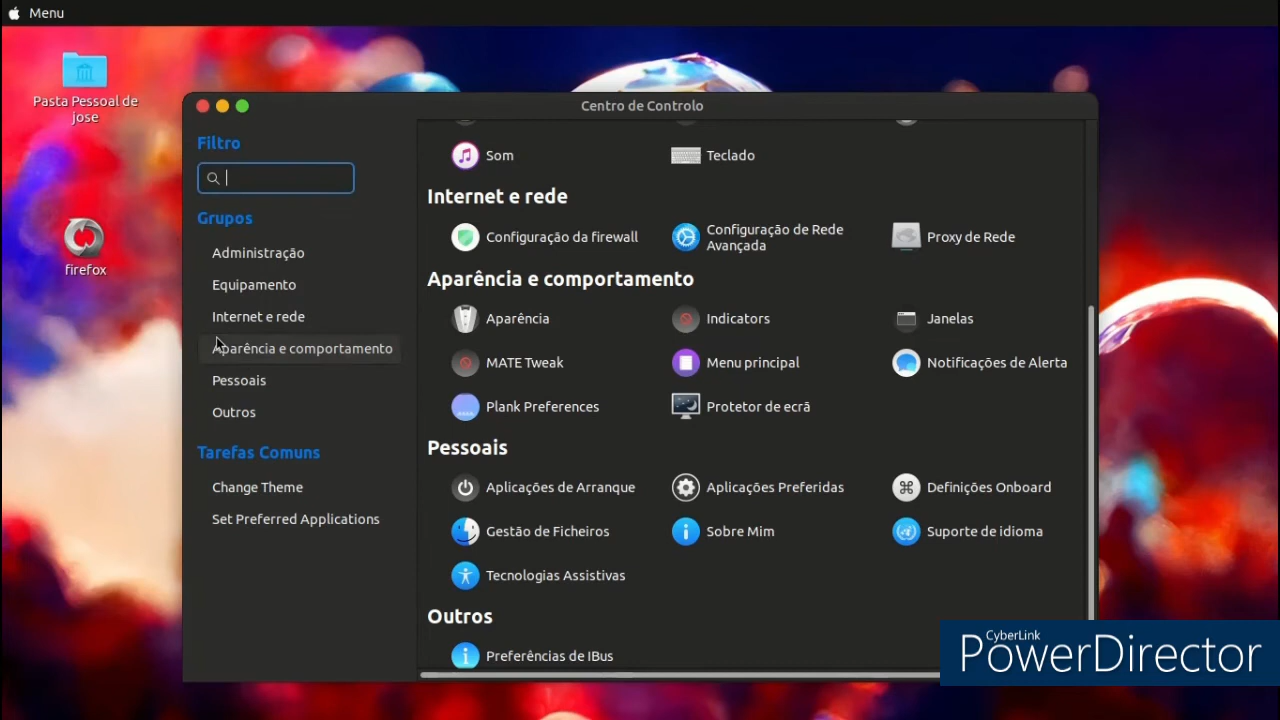 Menu
Pasta Pessoal de
jose
firefox
Centro de Controlo
Filtro
Grupos
Administração
Equipamento
Internet e rede
Aparência e comportamento
Pessoais
Outros
Tarefas Comuns
Change Theme
Set Preferred Applications
Som
Teclado
Internet e rede
Configuração da firewall
Configuração de Rede
Avançada
Proxy de Rede
Aparência e comportamento
Aparência
Indicators
Janelas
MATE Tweak
Menu principal
Notificações de Alerta
Plank Preferences
Protetor de ecrã
Pessoais
Aplicações de Arranque
Aplicações Preferidas
Definições Onboard
Gestão de Ficheiros
Sobre Mim
Suporte de idioma
Tecnologias Assistivas
Outros
Preferências de IBus
CyberLink
PowerDirector